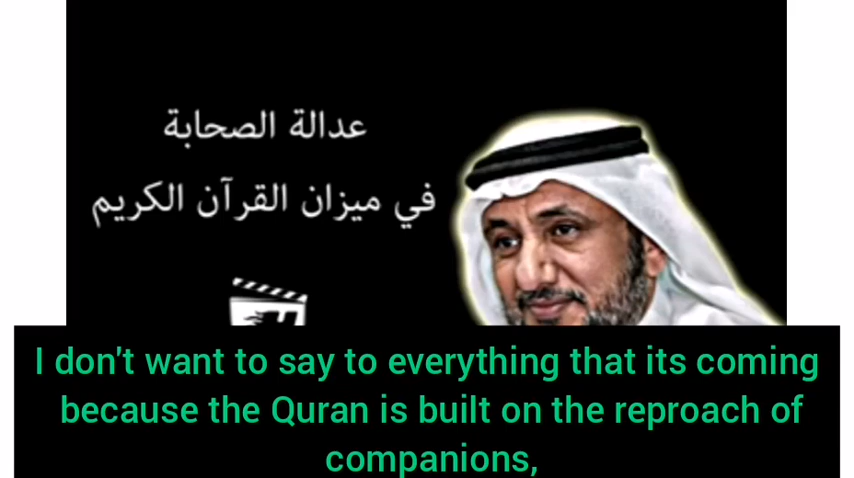 عدالة الصحابة
في ميزان القرآن الكريم
I don't want to say to everything that its coming
because the Quran is built on the reproach of
companions,